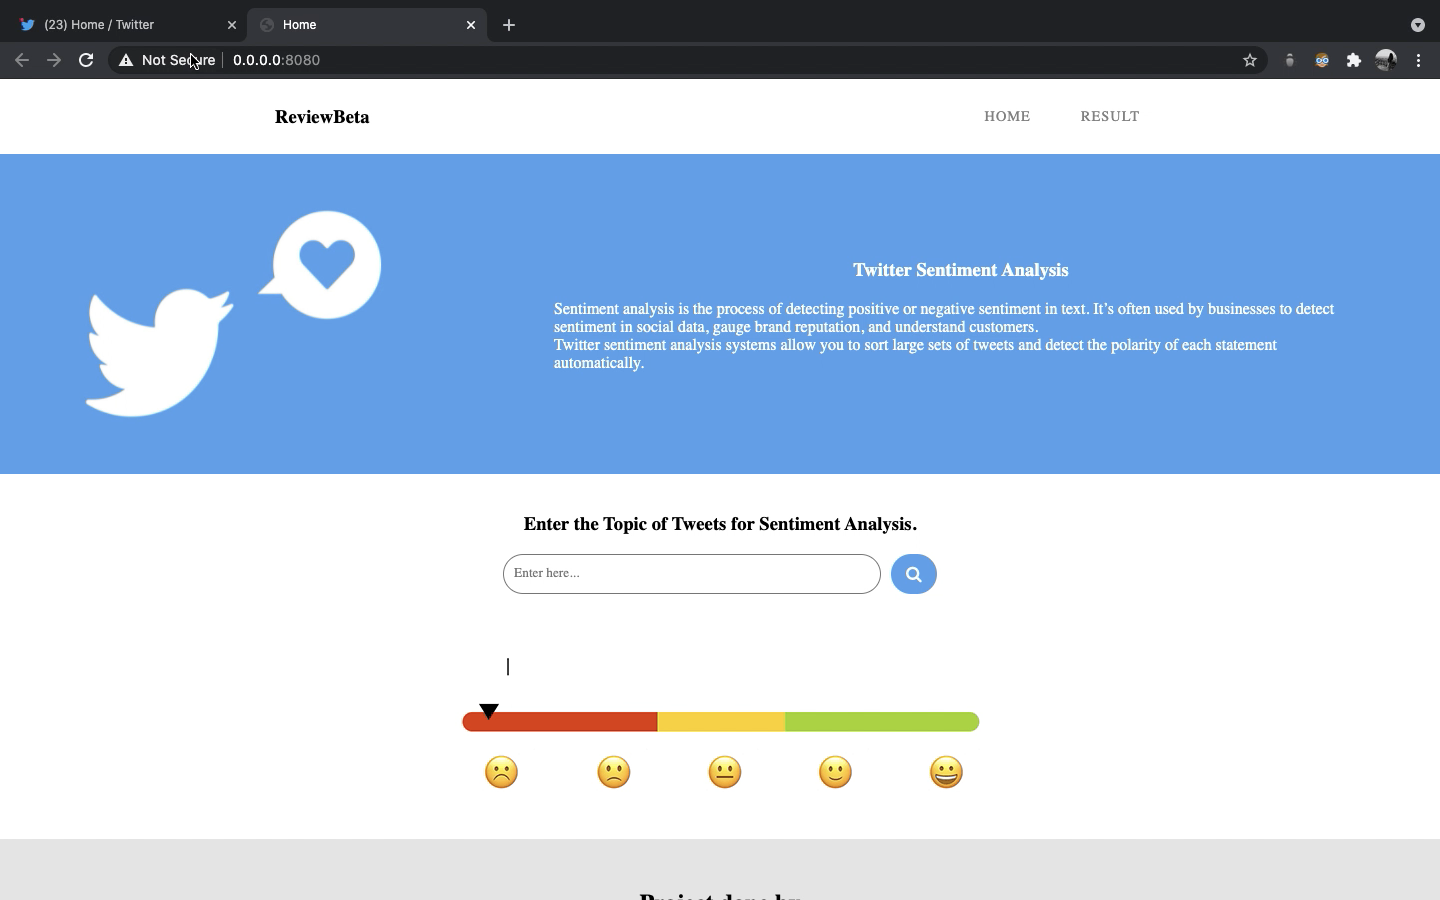 (23) Home / Twitter
Home
Not Secure
0.0.0.0:8080
ReviewBeta
HOME
RESULT
Twitter Sentiment Analysis
Sentiment analysis is the process of detecting positive or negative sentiment in text. It’s often used by businesses to detect
sentiment in social data, gauge brand reputation, and understand customers.
Twitter sentiment analysis systems allow you to sort large sets of tweets and detect the polarity of each statement
automatically.
Enter the Topic of Tweets for Sentiment Analysis.
Enter here...
Project done by